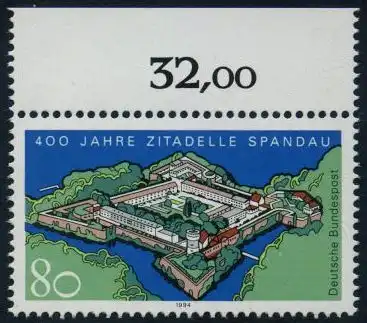 32,00
400 JAHRE ZITADELLE SPANDAU
Deutsche Bundespost
80
1994